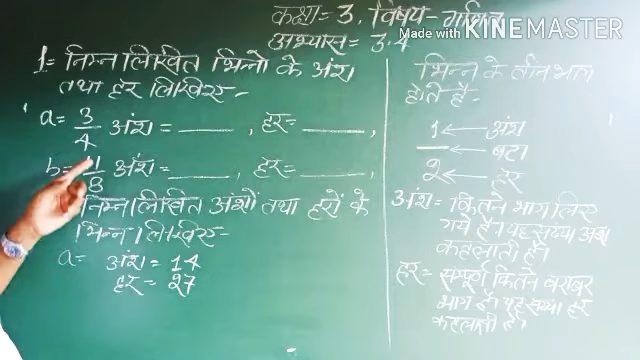 कक्षा = 3, विषय - गणित
अभ्यास = 3.4
Made with KINEMASTER
1= निम्नलिखित भिन्नो के अंश
तथा हर लिखिए -
a= 3/4 अंश = ____ , हर= ____ ,
b= /8 अंश= ____ , हर= ____ ,
निम्नलिखित अंशों तथा हरों के
भिन्न लिखिए-
a= अंश = 14
हर = 27
भिन्न के तीन भाग
होते है-
1 ← अंश
— ← बटा
2 ← हर
अंश= कितने भाग लिए
गये हैं। यह संख्या अंश
कहलाती है।
हर= सम्पूर्ण कितने बराबर
भाग है। यह संख्या हर
कहलाती है।